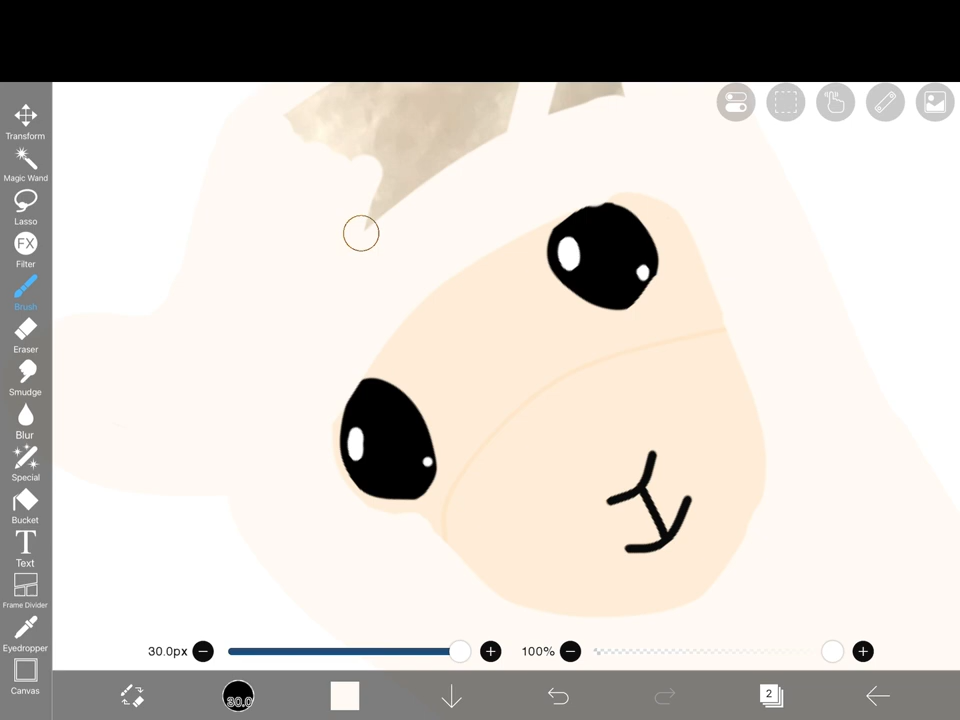 Transform
Magic Wand
Lasso
FX
Filter
Brush
Eraser
Smudge
Blur
Special
Bucket
T
Text
Frame Divider
Eyedropper
Canvas
30.0px
100%
30.0
2